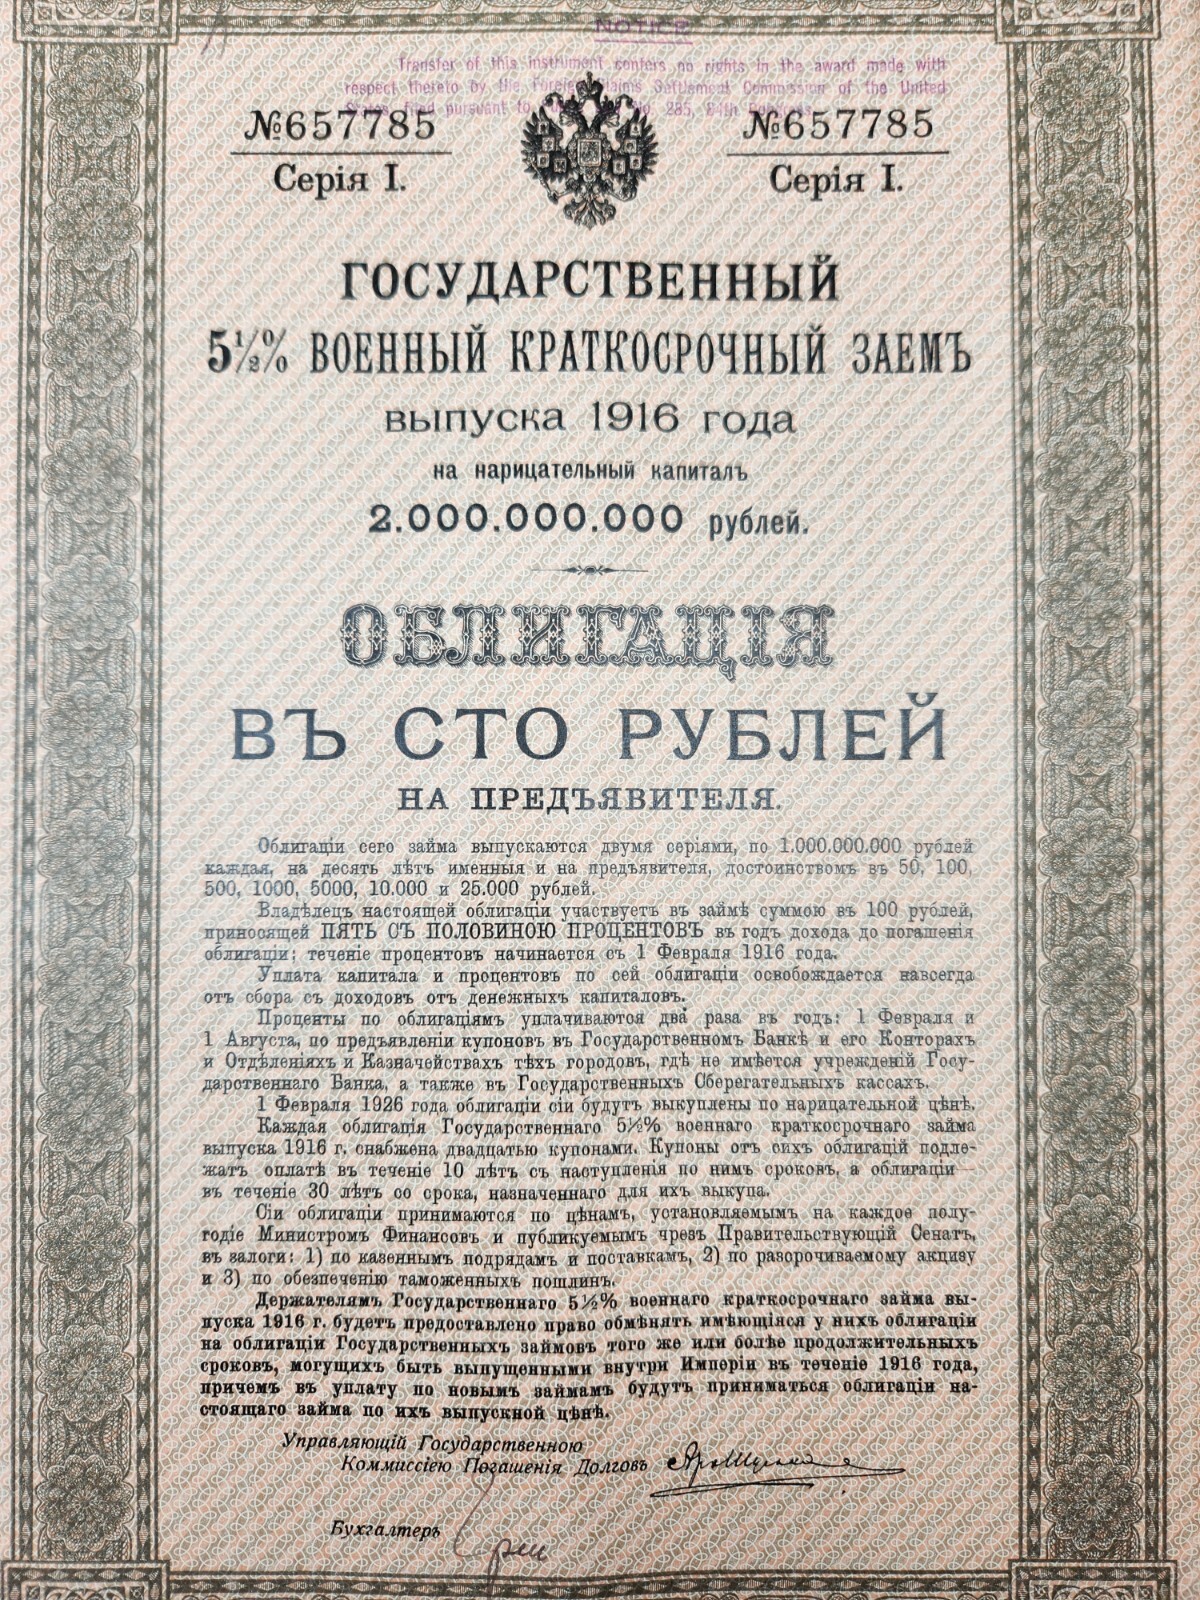 NOTICE
Transfer of this instrument confers no rights in the award made with
respect thereto by the Foreign Claims Settlement Commission of the United
States, filed pursuant to 285, 84th Congress
№657785
Серія I.
№657785
Серія I.
ГОСУДАРСТВЕННЫЙ
5½% ВОЕННЫЙ КРАТКОСРОЧНЫЙ ЗАЕМЪ
выпуска 1916 года
на нарицательный капиталъ
2.000.000.000 рублей.
ОБЛИГАЦІЯ
ВЪ СТО РУБЛЕЙ
НА ПРЕДЪЯВИТЕЛЯ.
Облигаціи сего займа выпускаются двумя серіями, по 1.000.000.000 рублей
каждая, на десять лѣтъ именныя и на предъявителя, достоинствомъ въ 50, 100,
500, 1000, 5000, 10.000 и 25.000 рублей.
Владѣлецъ настоящей облигаціи участвуетъ въ займѣ суммою въ 100 рублей,
приносящей ПЯТЬ СЪ ПОЛОВИНОЮ ПРОЦЕНТОВЪ въ годъ дохода до погашенія
облигаціи; теченіе процентовъ начинается съ 1 Февраля 1916 года.
Уплата капитала и процентовъ по сей облигаціи освобождается навсегда
отъ сбора съ доходовъ отъ денежныхъ капиталовъ.
Проценты по облигаціямъ уплачиваются два раза въ годъ: 1 Февраля и
1 Августа, по предъявленіи купоновъ въ Государственномъ Банкѣ и его Конторахъ
и Отдѣленіяхъ и Казначействахъ тѣхъ городовъ, гдѣ не имѣется учрежденій Госу-
дарственнаго Банка, а также въ Государственныхъ Сберегательныхъ кассахъ.
1 Февраля 1926 года облигаціи сіи будутъ выкуплены по нарицательной цѣнѣ.
Каждая облигація Государственнаго 5½% военнаго краткосрочнаго займа
выпуска 1916 г. снабжена двадцатью купонами. Купоны отъ сихъ облигацій подле-
жатъ оплатѣ въ теченіе 10 лѣтъ съ наступленія по нимъ сроковъ, а облигаціи—
въ теченіе 30 лѣтъ со срока, назначеннаго для ихъ выкупа.
Сіи облигаціи принимаются по цѣнамъ, установляемымъ на каждое полу-
годіе Министромъ Финансовъ и публикуемымъ чрезъ Правительствующій Сенатъ,
въ залоги: 1) по казеннымъ подрядамъ и поставкамъ, 2) по разсрочиваемому акцизу
и 3) по обезпеченію таможенныхъ пошлинъ.
Держателямъ Государственнаго 5½% военнаго краткосрочнаго займа вы-
пуска 1916 г. будетъ предоставлено право обмѣнять имѣющіяся у нихъ облигаціи
на облигаціи Государственныхъ займовъ того же или болѣе продолжительныхъ
сроковъ, могущихъ быть выпущенными внутри Имперіи въ теченіе 1916 года,
причемъ въ уплату по новымъ займамъ будутъ приниматься облигаціи на-
стоящаго займа по ихъ выпускной цѣнѣ.
Управляющій Государственною
Коммиссіею Погашенія Долговъ
Бухгалтеръ